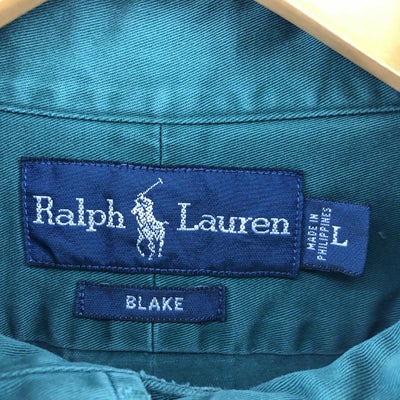 Ralph Lauren
MADE IN
PHILIPPINES
L
BLAKE